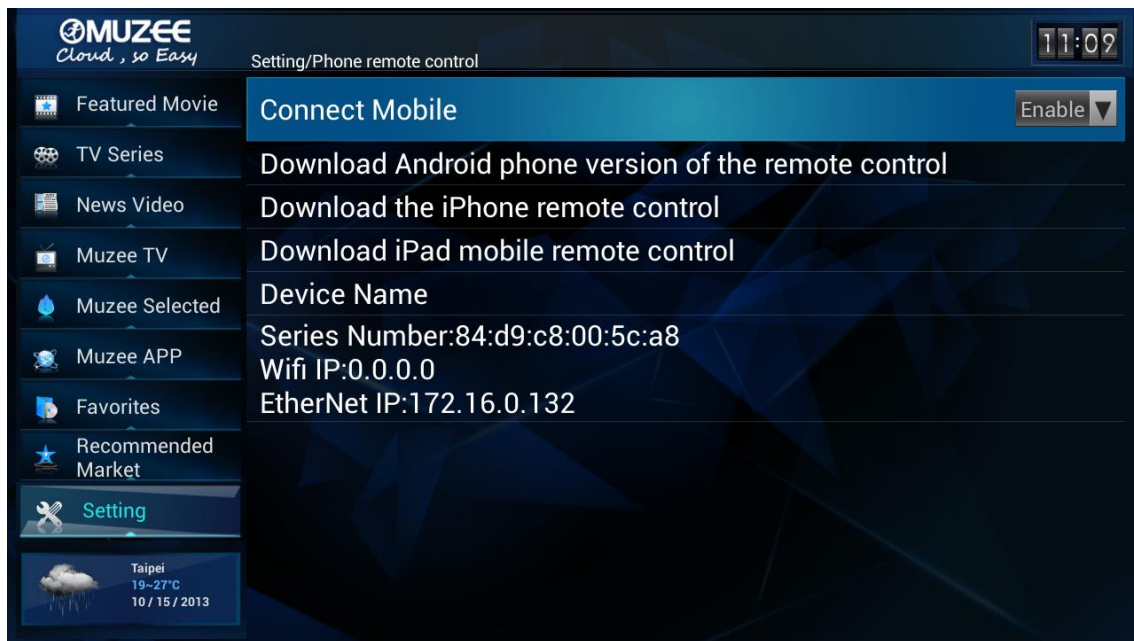 MUZEE
Cloud , so Easy
Setting/Phone remote control
11:09
Featured Movie
TV Series
News Video
Muzee TV
Muzee Selected
Muzee APP
Favorites
Recommended
Market
Setting
Taipei
19~27°C
10 / 15 / 2013
Connect Mobile
Enable
Download Android phone version of the remote control
Download the iPhone remote control
Download iPad mobile remote control
Device Name
Series Number:84:d9:c8:00:5c:a8
Wifi IP:0.0.0.0
EtherNet IP:172.16.0.132